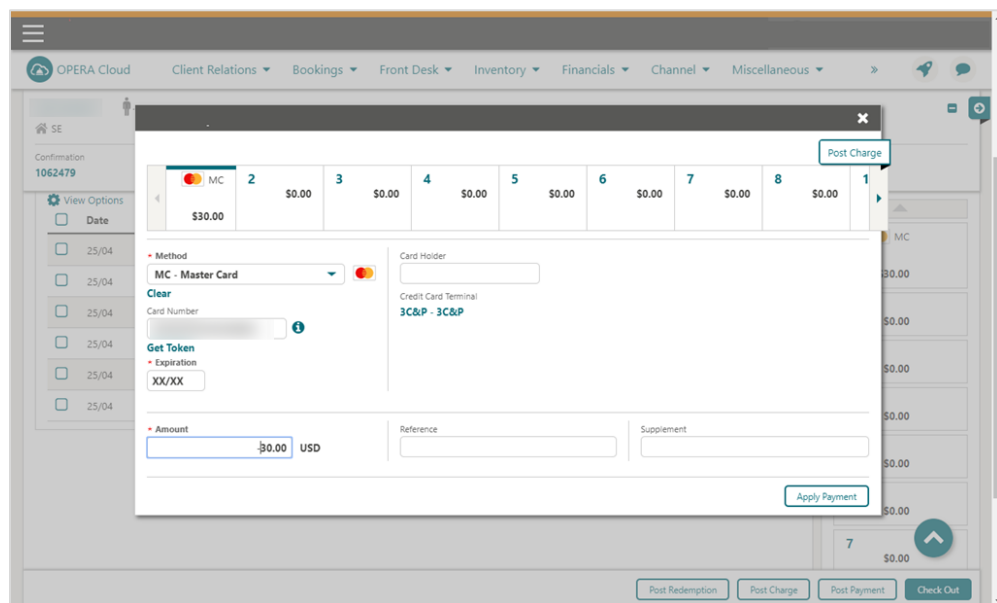 OPERA Cloud Client Relations Bookings Front Desk Inventory Financials Channel Miscellaneous »
SE
Confirmation
1062479
View Options
Date
25/04
25/04
25/04
25/04
25/04
25/04
Post Charge
MC $30.00
2 $0.00
3 $0.00
4 $0.00
5 $0.00
6 $0.00
7 $0.00
8 $0.00
1
* Method
MC - Master Card
Clear
Card Number
Get Token
* Expiration
XX/XX
Card Holder
Credit Card Terminal
3C&P - 3C&P
* Amount
-30.00 USD
Reference
Supplement
Apply Payment
MC
$30.00
$0.00
$0.00
$0.00
$0.00
$0.00
7
$0.00
Post Redemption Post Charge Post Payment Check Out